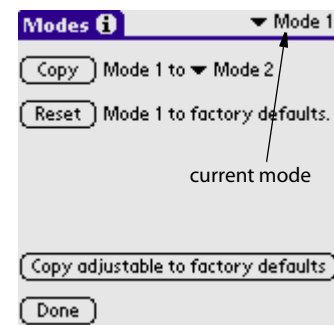 Modes i Mode 1
Copy Mode 1 to Mode 2
Reset Mode 1 to factory defaults.
current mode
Copy adjustable to factory defaults
Done